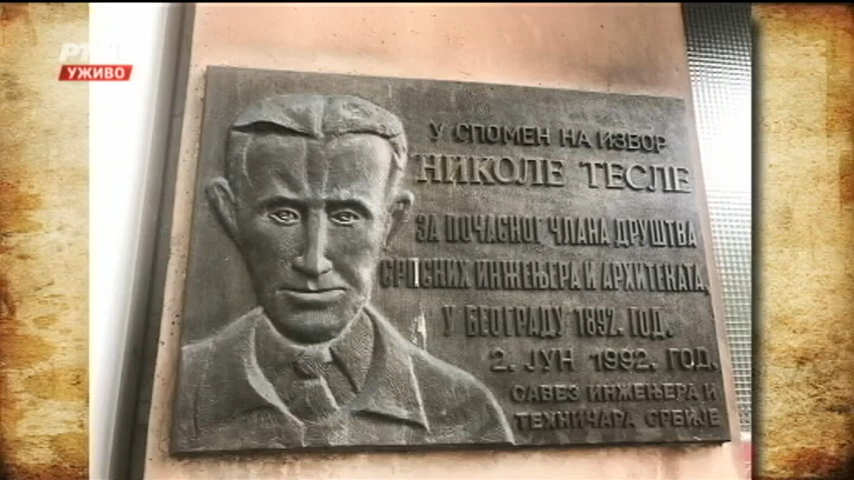 УЖИВО
У СПОМЕН НА ИЗБОР
НИКОЛЕ ТЕСЛЕ
ЗА ПОЧАСНОГ ЧЛАНА ДРУШТВА
СРПСНИХ ИНЖЕЊЕРА И АРХИТЕКАТА,
У БЕОГРАДУ 1892. ГОД.
2. ЈУН 1992. ГОД.
САВЕЗ ИНЖЕЊЕРА И
ТЕХНИЧАРА СРБИЈЕ